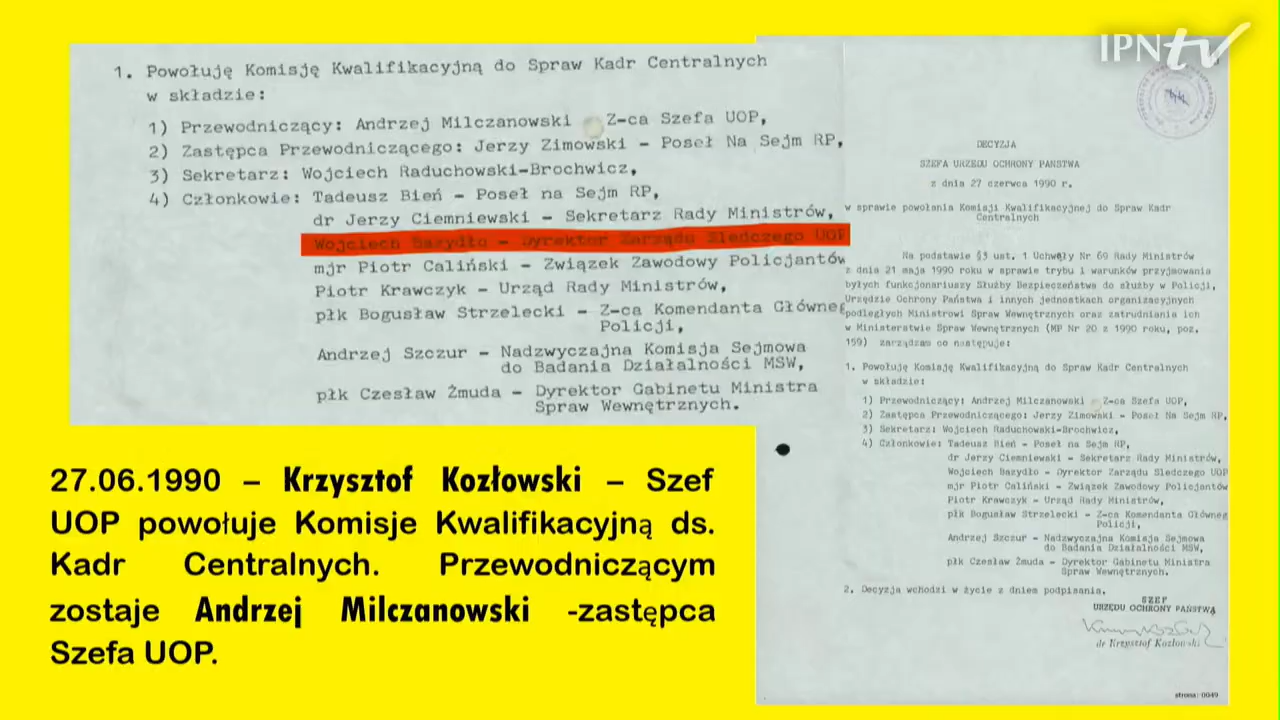 IPNtv
1. Powołuję Komisję Kwalifikacyjną do Spraw Kadr Centralnych
w składzie:
1) Przewodniczący: Andrzej Milczanowski Z-ca Szefa UOP,
2) Zastępca Przewodniczącego: Jerzy Zimowski - Poseł Na Sejm RP,
3) Sekretarz: Wojciech Raduchowski-Brochwicz,
4) Członkowie: Tadeusz Bień - Poseł na Sejm RP,
dr Jerzy Ciemniewski - Sekretarz Rady Ministrów,
Wojciech Bazydło - Dyrektor Zarządu Śledczego UOP
mjr Piotr Caliński - Związek Zawodowy Policjantów
Piotr Krawczyk - Urząd Rady Ministrów,
płk Bogusław Strzelecki - Z-ca Komendanta Główneg
Policji,
Andrzej Szczur - Nadzwyczajna Komisja Sejmowa
do Badania Działalności MSW,
płk Czesław Żmuda - Dyrektor Gabinetu Ministra
Spraw Wewnętrznych.
27.06.1990 – Krzysztof Kozłowski – Szef
UOP powołuje Komisje Kwalifikacyjną ds.
Kadr Centralnych. Przewodniczącym
zostaje Andrzej Milczanowski -zastępca
Szefa UOP.
DECYZJA
SZEFA URZĘDU OCHRONY PAŃSTWA
z dnia 27 czerwca 1990 r.
w sprawie powołania Komisji Kwalifikacyjnej do Spraw Kadr
Centralnych
Na podstawie §3 ust. 1 Uchwały Nr 69 Rady Ministrów
z dnia 21 maja 1990 roku w sprawie trybu i warunków przyjmowania
byłych funkcjonariuszy Służby Bezpieczeństwa do służby w Policji,
Urzędzie Ochrony Państwa i innych jednostkach organizacyjnych
podległych Ministrowi Spraw Wewnętrznych oraz zatrudniania ich
w Ministerstwie Spraw Wewnętrznych (MP Nr 20 z 1990 roku, poz.
159) zarządzam co następuje:
1. Powołuję Komisję Kwalifikacyjną do Spraw Kadr Centralnych
w składzie:
1) Przewodniczący: Andrzej Milczanowski Z-ca Szefa UOP,
2) Zastępca Przewodniczącego: Jerzy Zimowski - Poseł Na Sejm RP,
3) Sekretarz: Wojciech Raduchowski-Brochwicz,
4) Członkowie: Tadeusz Bień - Poseł na Sejm RP,
dr Jerzy Ciemniewski - Sekretarz Rady Ministrów,
Wojciech Bazydło - Dyrektor Zarządu Śledczego UOP
mjr Piotr Caliński - Związek Zawodowy Policjantów
Piotr Krawczyk - Urząd Rady Ministrów,
płk Bogusław Strzelecki - Z-ca Komendanta Główneg
Policji,
Andrzej Szczur - Nadzwyczajna Komisja Sejmowa
do Badania Działalności MSW,
płk Czesław Żmuda - Dyrektor Gabinetu Ministra
Spraw Wewnętrznych.
2. Decyzja wchodzi w życie z dniem podpisania.
SZEF
URZĘDU OCHRONY PAŃSTWA
dr Krzysztof Kozłowski
strona: 0049